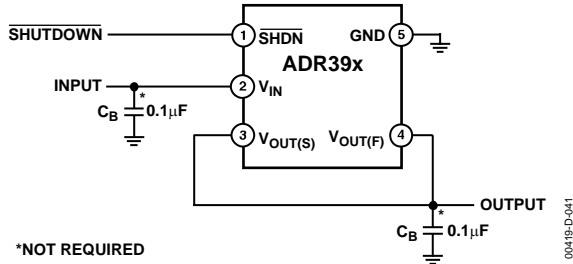 SHUTDOWN
1
SHDN
GND
5
ADR39x
INPUT
2
VIN
*
CB
0.1μF
3
VOUT(S)
VOUT(F)
4
OUTPUT
*
CB
0.1μF
*NOT REQUIRED
00419-D-041